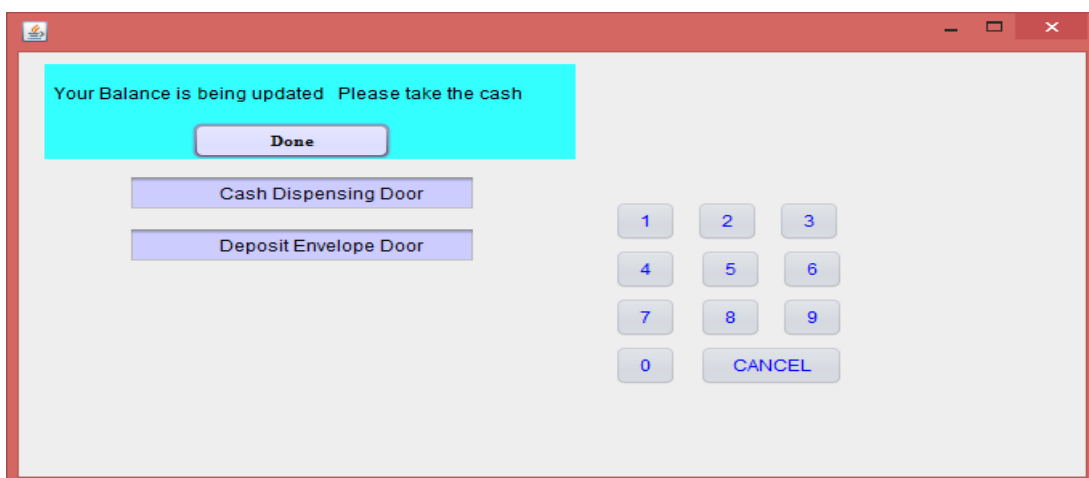 Your Balance is being updated Please take the cash
Done
Cash Dispensing Door
Deposit Envelope Door
1 2 3
4 5 6
7 8 9
0 CANCEL